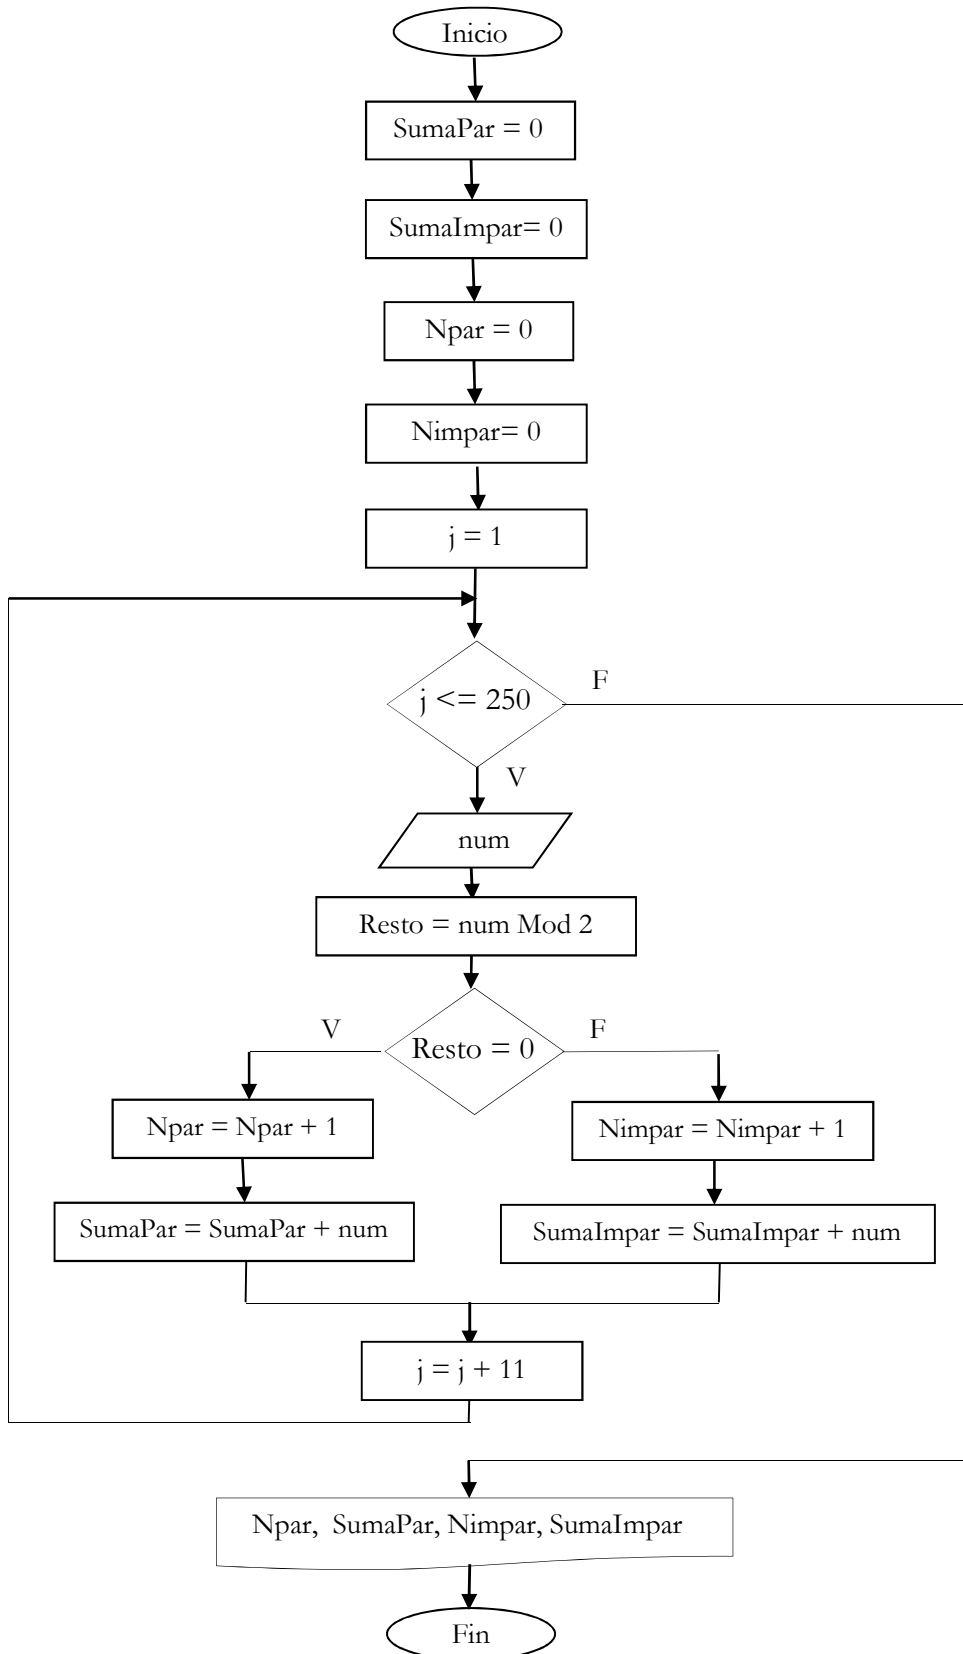 Inicio
SumaPar = 0
SumaImpar= 0
Npar = 0
Nimpar= 0
j = 1
j <= 250
F
V
num
Resto = num Mod 2
V
Resto = 0
F
Npar = Npar + 1
Nimpar = Nimpar + 1
SumaPar = SumaPar + num
SumaImpar = SumaImpar + num
j = j + 11
Npar, SumaPar, Nimpar, SumaImpar
Fin